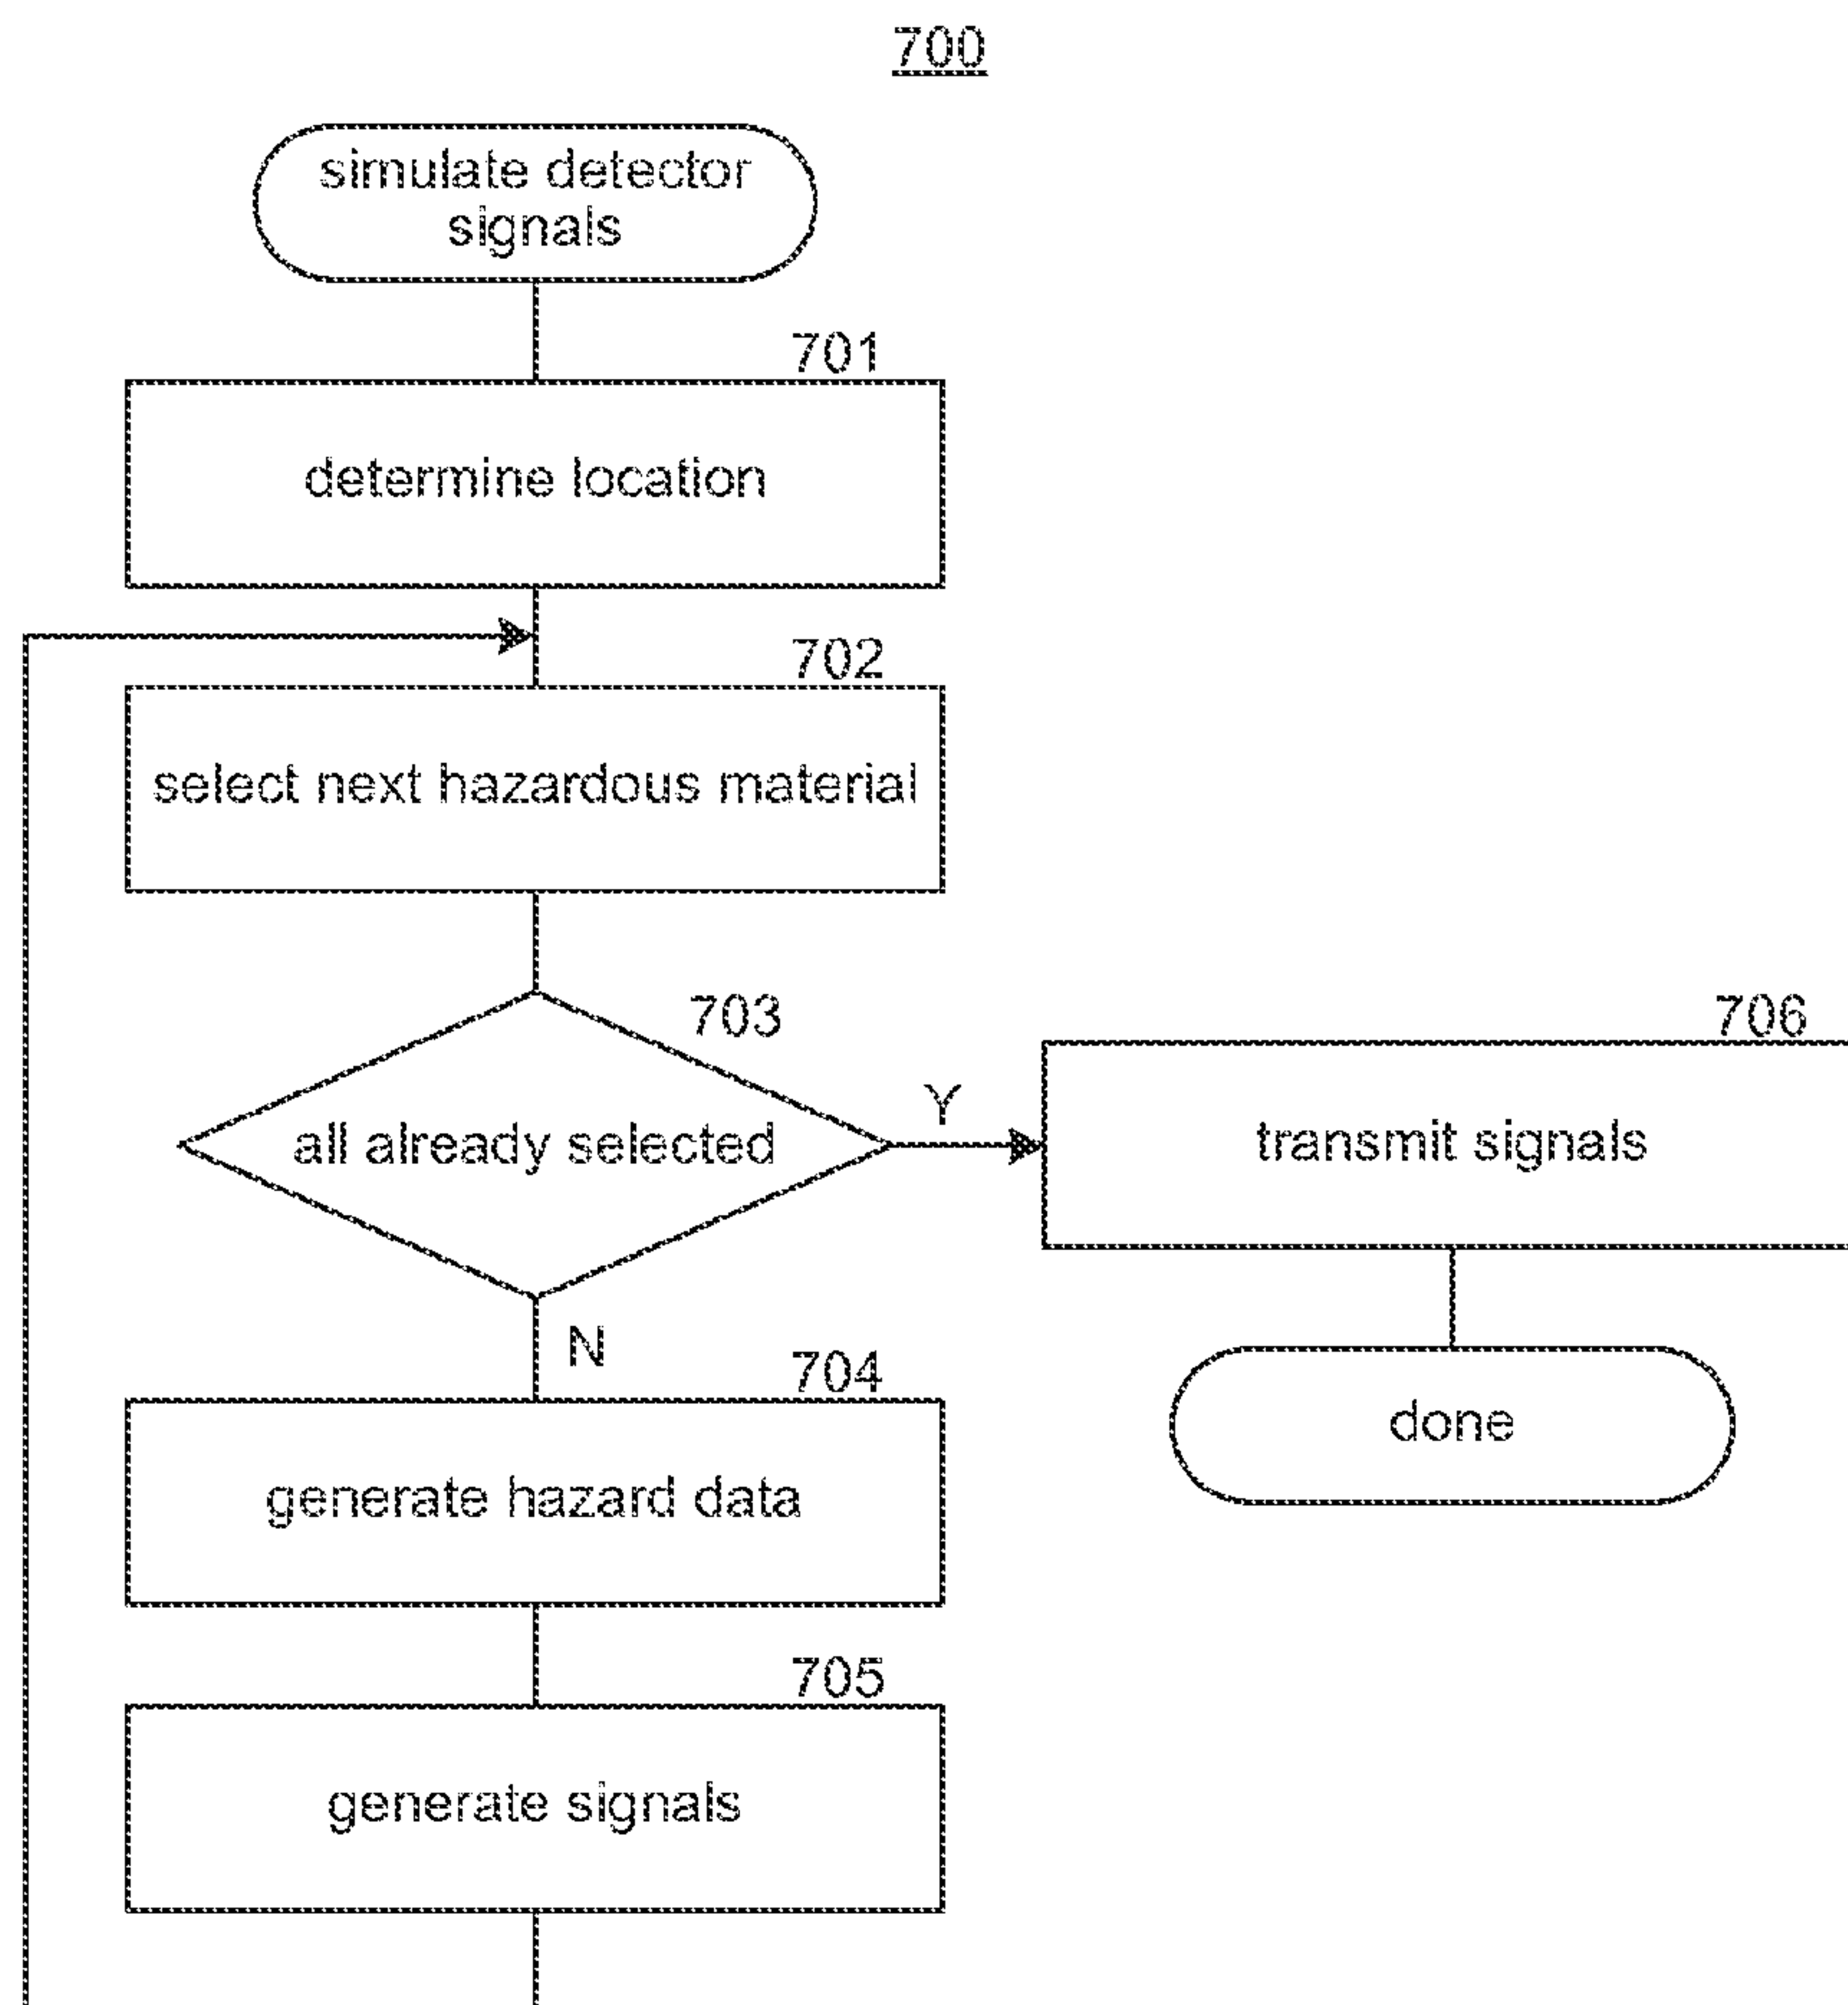 700
simulate detector
signals
701
determine location
702
select next hazardous material
703
all already selected
Y
706
transmit signals
N
704
generate hazard data
done
705
generate signals